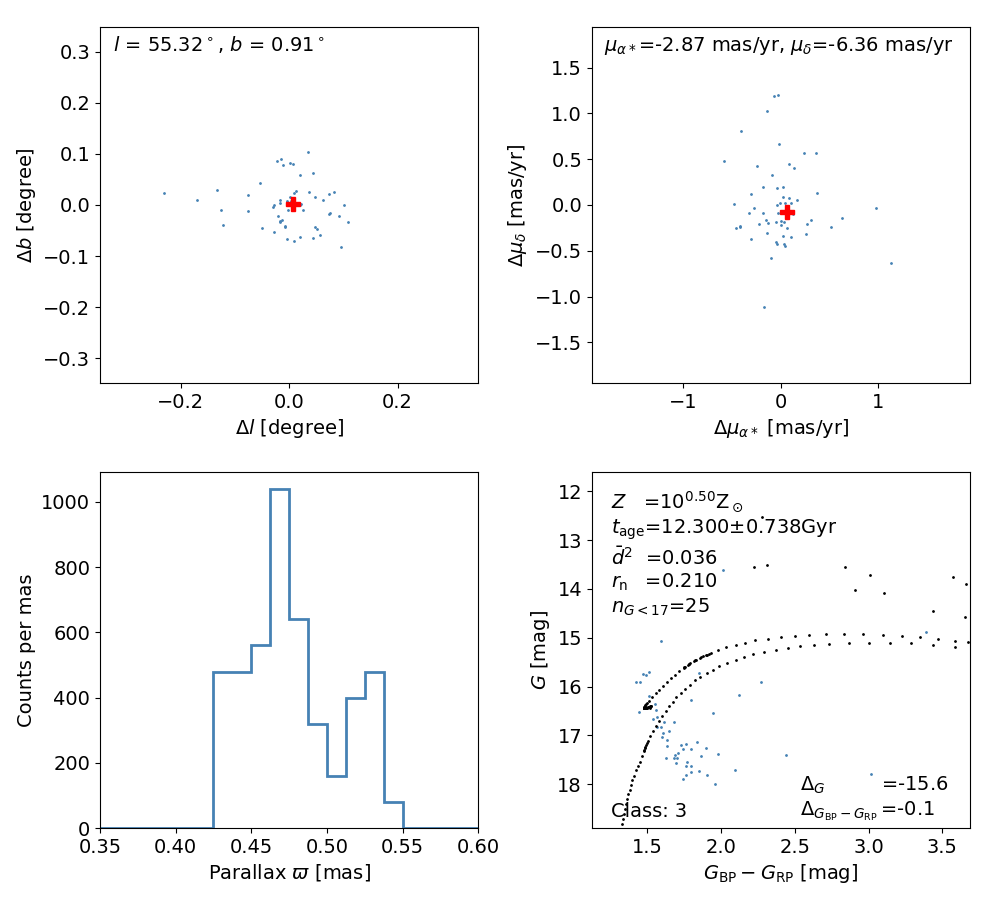 l = 55.32°, b = 0.91°
0.3
0.2
0.1
0.0
−0.1
−0.2
−0.3
Δb [degree]
−0.2 0.0 0.2
Δl [degree]
μα∗=-2.87 mas/yr, μδ=-6.36 mas/yr
1.5
1.0
0.5
0.0
−0.5
−1.0
−1.5
Δμδ [mas/yr]
−1 0 1
Δμα∗ [mas/yr]
1000
800
600
400
200
0
Counts per mas
0.35 0.40 0.45 0.50 0.55 0.60
Parallax ϖ [mas]
12
13
14
15
16
17
18
G [mag]
Z =10^0.50 Z⊙
t_age=12.300±0.738Gyr
d̄² =0.036
r_n =0.210
n_G<17=25
Δ_G =-15.6
Δ_GBP−GRP =-0.1
Class: 3
1.5 2.0 2.5 3.0 3.5
G_BP − G_RP [mag]